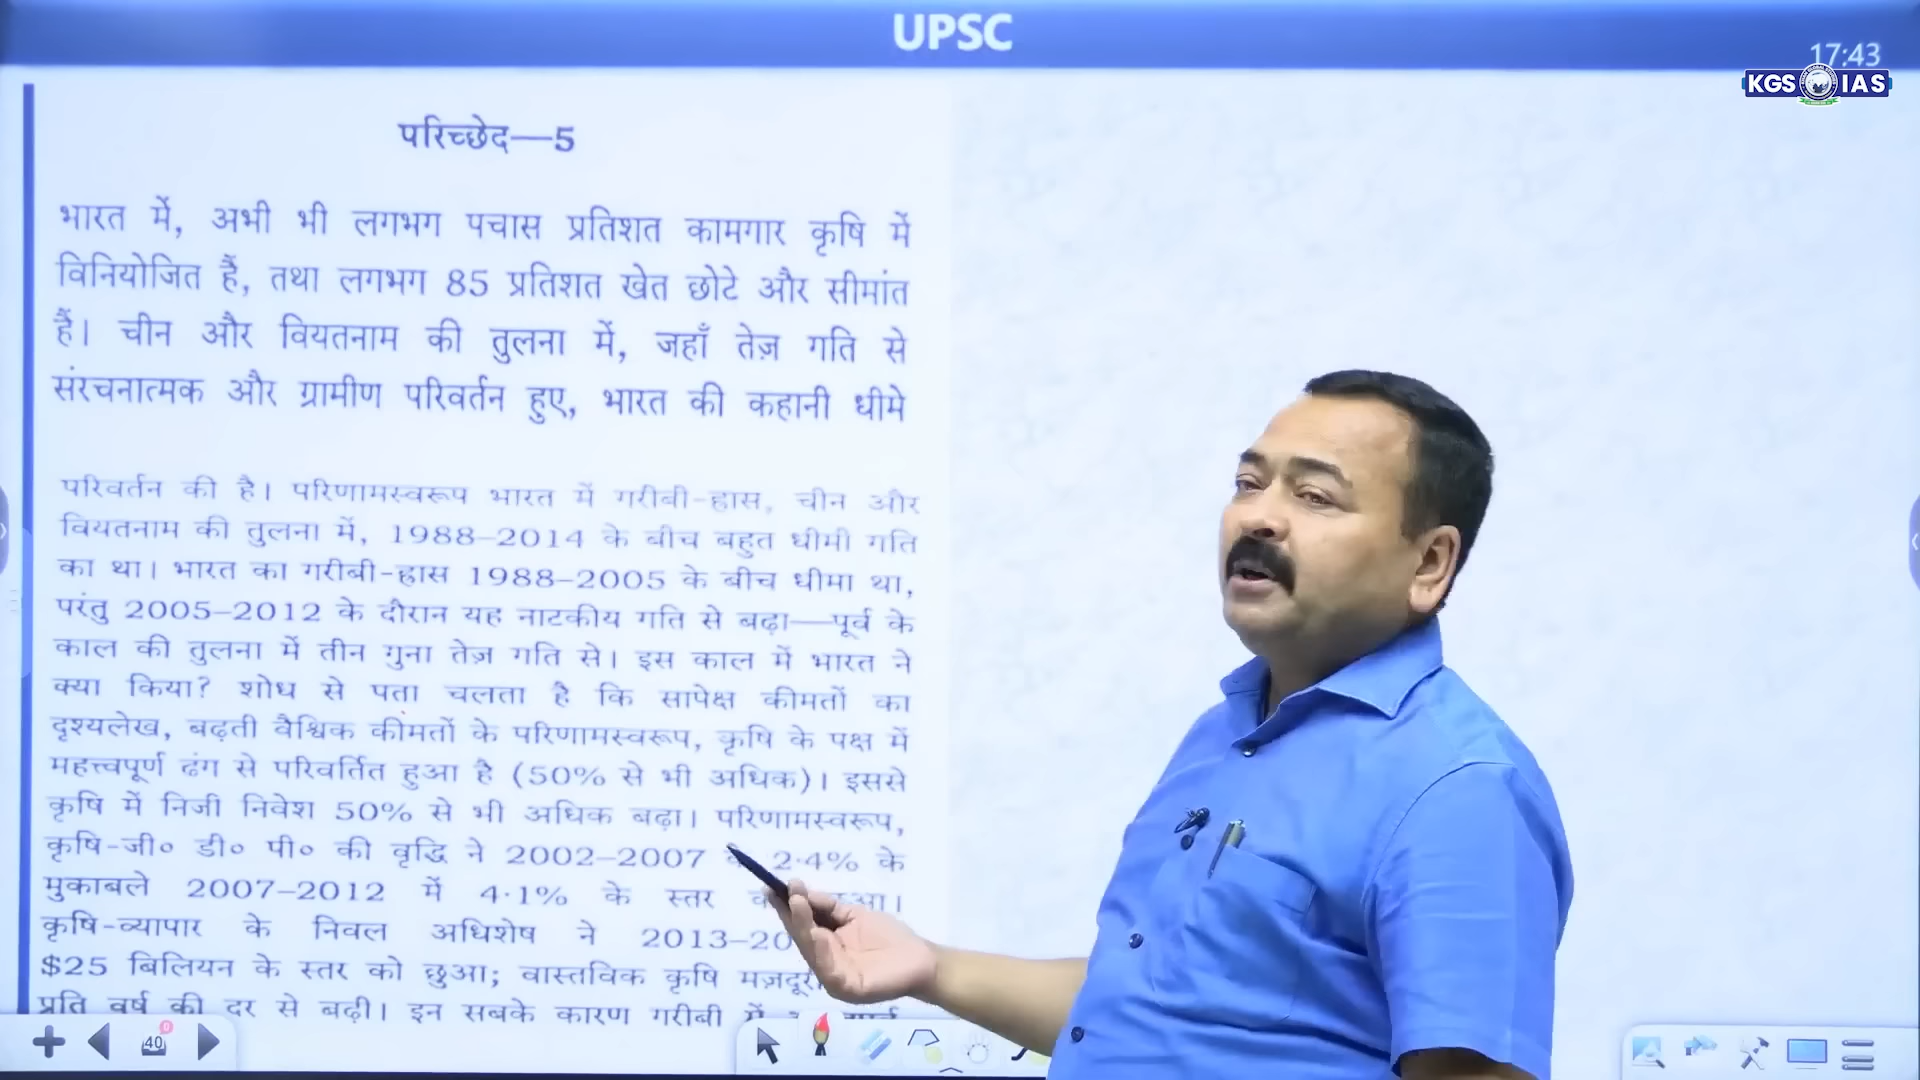 UPSC
17:43
KGS IAS
परिच्छेद—5
भारत में, अभी भी लगभग पचास प्रतिशत कामगार कृषि में
विनियोजित हैं, तथा लगभग 85 प्रतिशत खेत छोटे और सीमांत
हैं। चीन और वियतनाम की तुलना में, जहाँ तेज़ गति से
संरचनात्मक और ग्रामीण परिवर्तन हुए, भारत की कहानी धीमे
परिवर्तन की है। परिणामस्वरूप भारत में गरीबी-ह्रास, चीन और
वियतनाम की तुलना में, 1988–2014 के बीच बहुत धीमी गति
का था। भारत का गरीबी-ह्रास 1988–2005 के बीच धीमा था,
परंतु 2005–2012 के दौरान यह नाटकीय गति से बढ़ा—पूर्व के
काल की तुलना में तीन गुना तेज़ गति से। इस काल में भारत ने
क्या किया? शोध से पता चलता है कि सापेक्ष कीमतों का
दृश्यलेख, बढ़ती वैश्विक कीमतों के परिणामस्वरूप, कृषि के पक्ष में
महत्त्वपूर्ण ढंग से परिवर्तित हुआ है (50% से भी अधिक)। इससे
कृषि में निजी निवेश 50% से भी अधिक बढ़ा। परिणामस्वरूप,
कृषि-जी० डी० पी० की वृद्धि ने 2002–2007 2·4% के
मुकाबले 2007–2012 में 4·1% के स्तर
कृषि-व्यापार के निवल अधिशेष ने 2013–20
$25 बिलियन के स्तर को छुआ; वास्तविक कृषि
प्रति वर्ष की दर से बढ़ी। इन सबके कारण गरीबी में
40
0